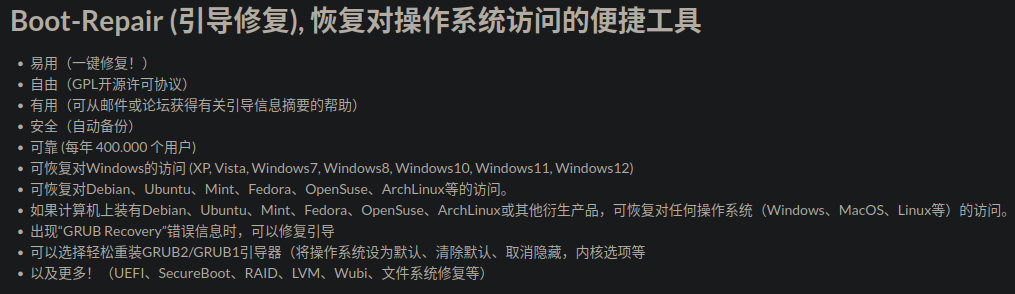 Boot-Repair (引导修复), 恢复对操作系统访问的便捷工具
• 易用（一键修复！）
• 自由（GPL开源许可协议）
• 有用（可从邮件或论坛获得有关引导信息摘要的帮助）
• 安全（自动备份）
• 可靠 (每年 400.000 个用户)
• 可恢复对Windows的访问 (XP, Vista, Windows7, Windows8, Windows10, Windows11, Windows12)
• 可恢复对Debian、Ubuntu、Mint、Fedora、OpenSuse、ArchLinux等的访问。
• 如果计算机上装有Debian、Ubuntu、Mint、Fedora、OpenSuse、ArchLinux或其他衍生产品，可恢复对任何操作系统（Windows、MacOS、Linux等）的访问。
• 出现“GRUB Recovery”错误信息时，可以修复引导
• 可以选择轻松重装GRUB2/GRUB1引导器（将操作系统设为默认、清除默认、取消隐藏，内核选项等
• 以及更多！（UEFI、SecureBoot、RAID、LVM、Wubi、文件系统修复等）